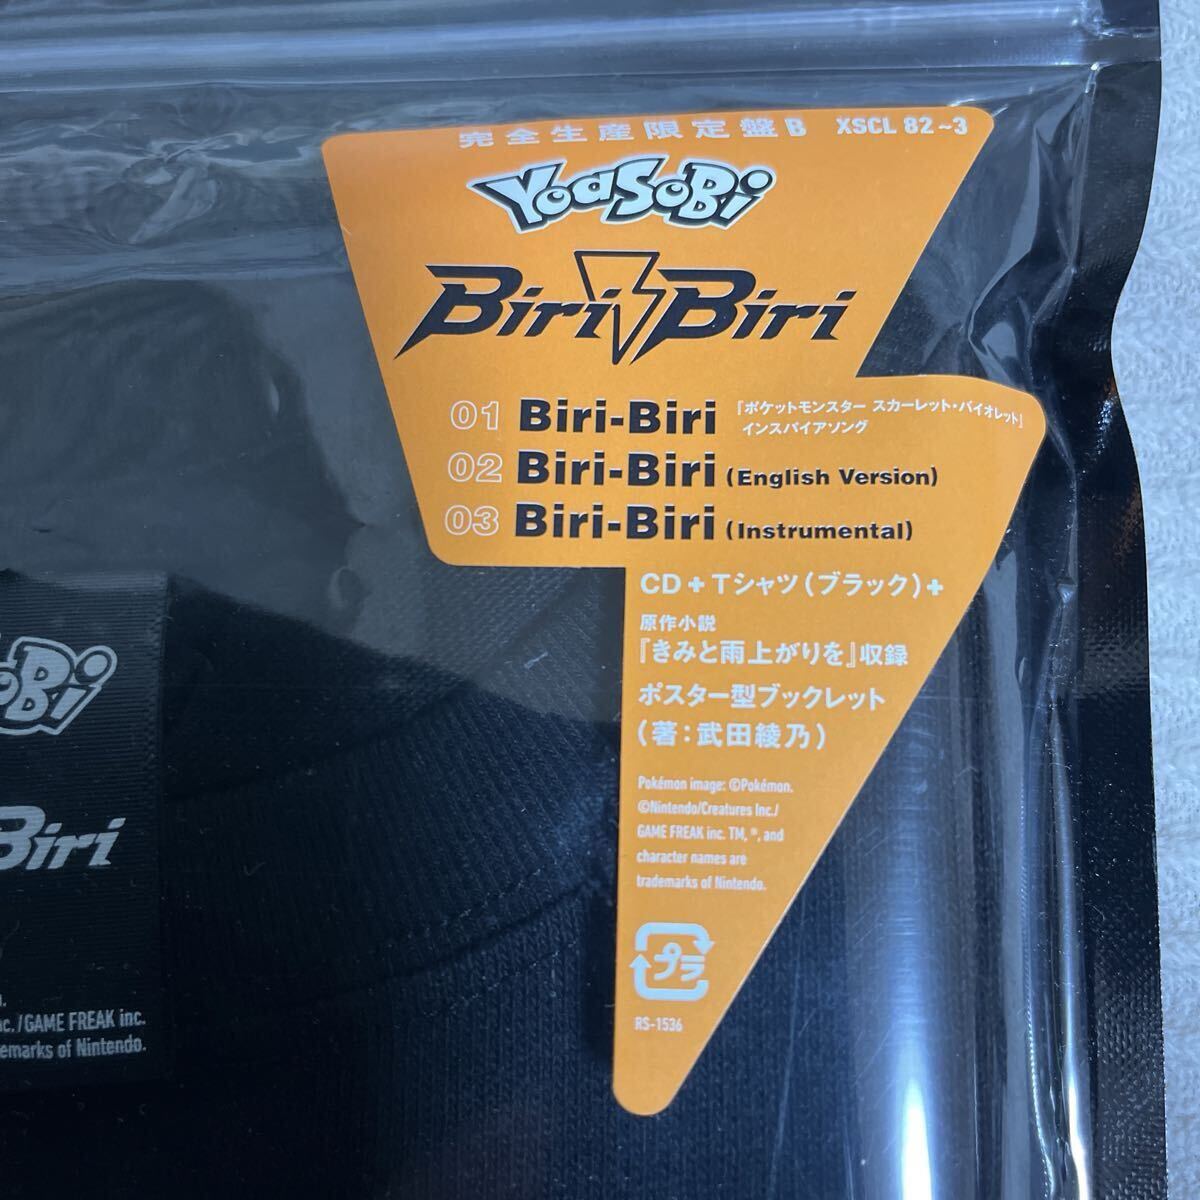 完全生産限定盤B XSCL 82~3
YOASOBI
Biri Biri
01 Biri-Biri 『ポケットモンスター スカーレット・バイオレット』
インスパイアソング
02 Biri-Biri (English Version)
03 Biri-Biri (Instrumental)
CD+Tシャツ(ブラック)+
原作小説
『きみと雨上がりを』収録
ポスター型ブックレット
(著:武田綾乃)
Pokémon image: ©Pokémon.
©Nintendo/Creatures Inc./
GAME FREAK inc. TM, ®, and
character names are
trademarks of Nintendo.
プラ
RS-1536
oBi
Biri
c./GAME FREAK inc.
emarks of Nintendo.